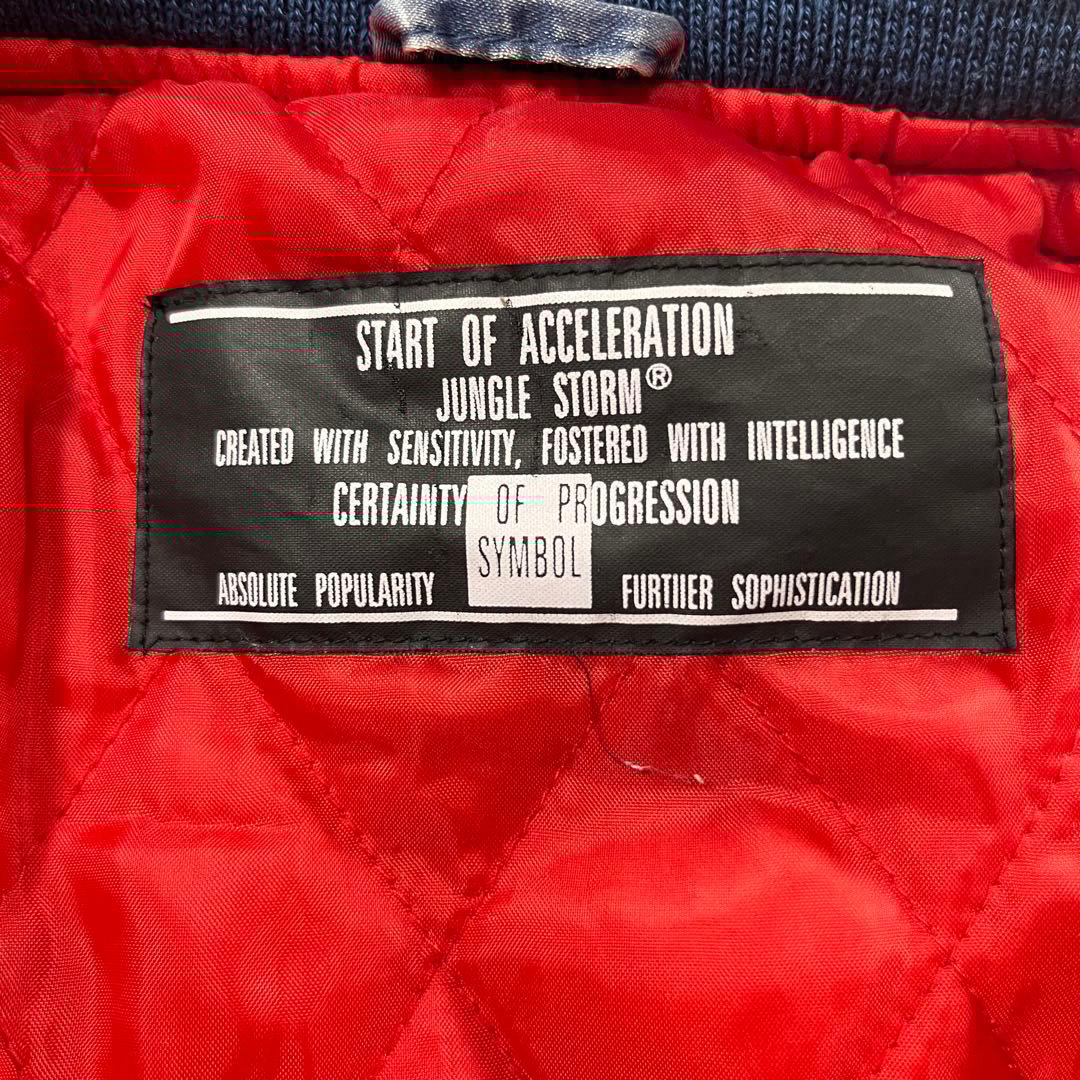 START OF ACCELERATION
JUNGLE STORM®
CREATED WITH SENSITIVITY, FOSTERED WITH INTELLIGENCE
CERTAINTY OF PROGRESSION
SYMBOL
ABSOLUTE POPULARITY FURTIIER SOPHISTICATION